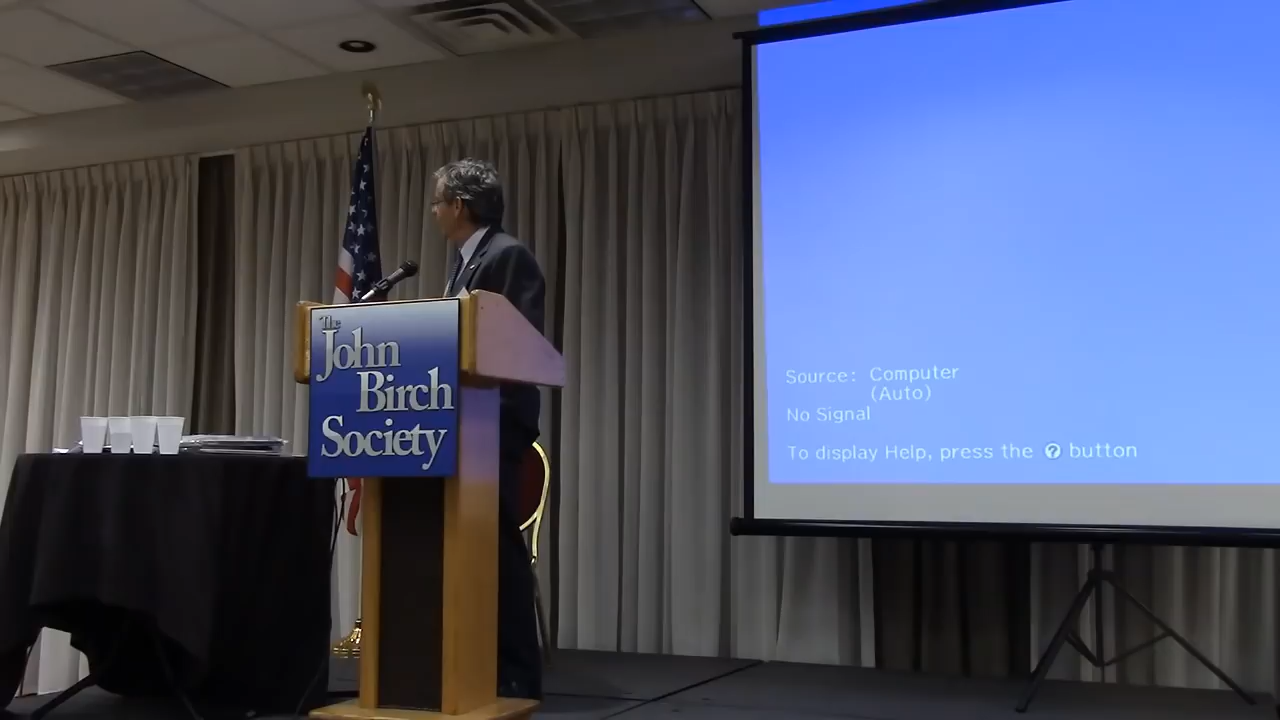 The
John
Birch
Society
Source: Computer
(Auto)
No Signal
To display Help, press the ? button